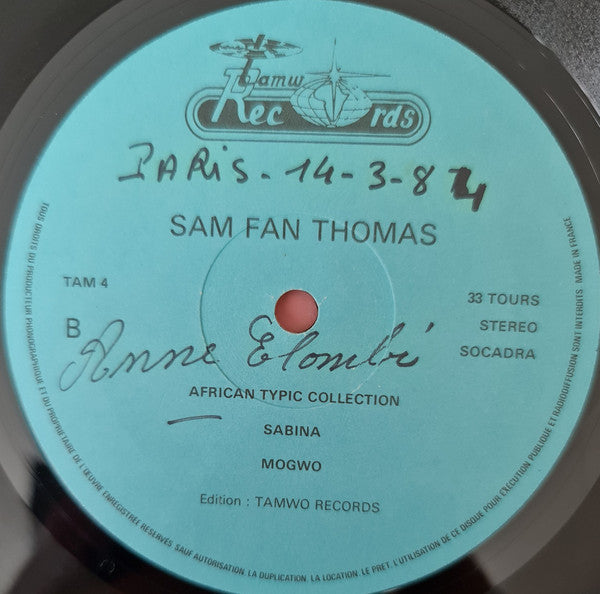 Tamwo
Records
PARIS-14-3-84
SAM FAN THOMAS
TAM 4
33 TOURS
B
STEREO
SOCADRA
Anne Elombi
AFRICAN TYPIC COLLECTION
SABINA
MOGWO
Edition : TAMWO RECORDS
TOUS DROITS DU PRODUCTEUR PHONOGRAPHIQUE ET DU PROPRIETAIRE DE L'ŒUVRE ENREGISTREE RESERVES SAUF AUTORISATION LA DUPLICATION LA LOCATION LE PRET L'UTILISATION DE CE DISQUE POUR EXECUTION PUBLIQUE ET RADIODIFFUSION SONT INTERDITS MADE IN FRANCE